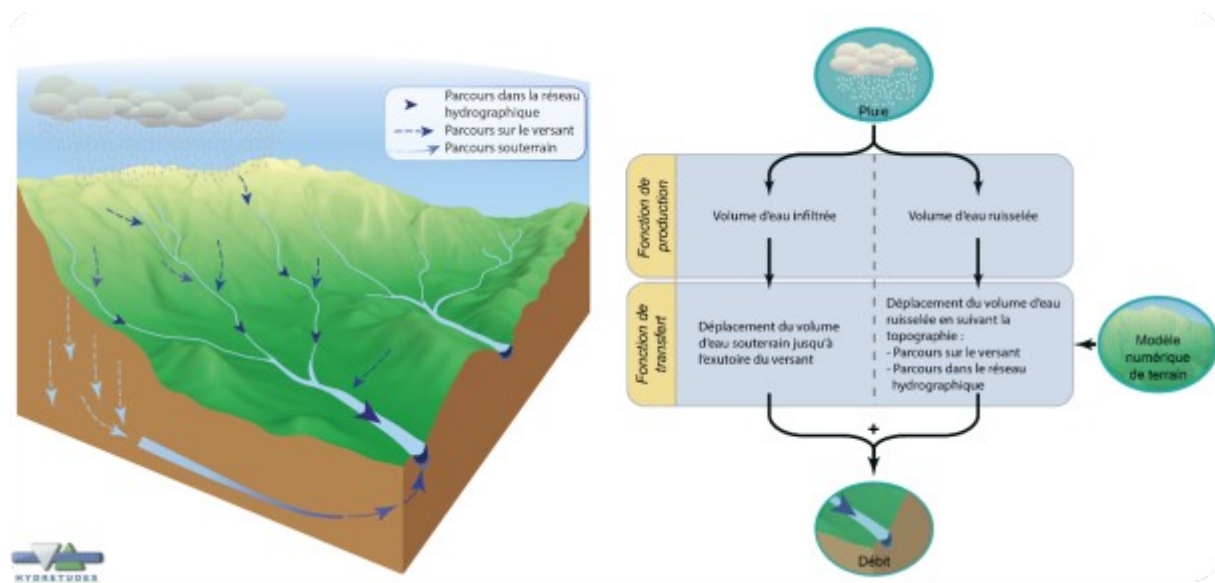 Parcours dans la réseau
hydrographique
Parcours sur le versant
Parcours souterrain
HYDRETUDES
Pluie
Fonction de
production
Volume d'eau infiltrée
Volume d'eau ruisselée
Fonction de
transfert
Déplacement du volume
d'eau souterrain jusqu'à
l'exutoire du versant
Déplacement du volume d'eau
ruisselée en suivant la
topographie :
- Parcours sur le versant
- Parcours dans le réseau
hydrographique
Modèle
numérique
de terrain
+
Débit